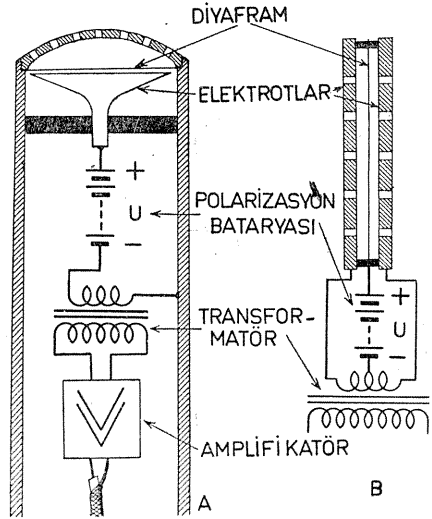 DİYAFRAM
ELEKTROTLAR
+
U
-
POLARİZASYON
BATARYASI
+
U
-
TRANSFOR-
MATÖR
AMPLİFİKATÖR
A
B